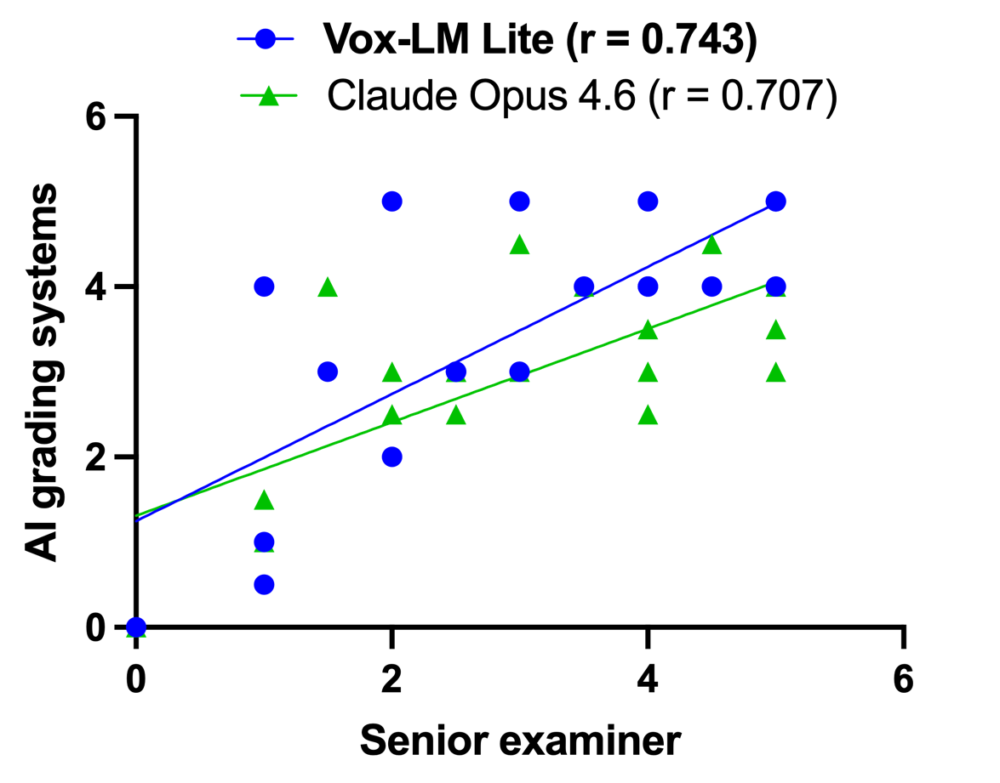 Vox-LM Lite (r = 0.743)
Claude Opus 4.6 (r = 0.707)
6
4
2
0
AI grading systems
0 2 4 6
Senior examiner